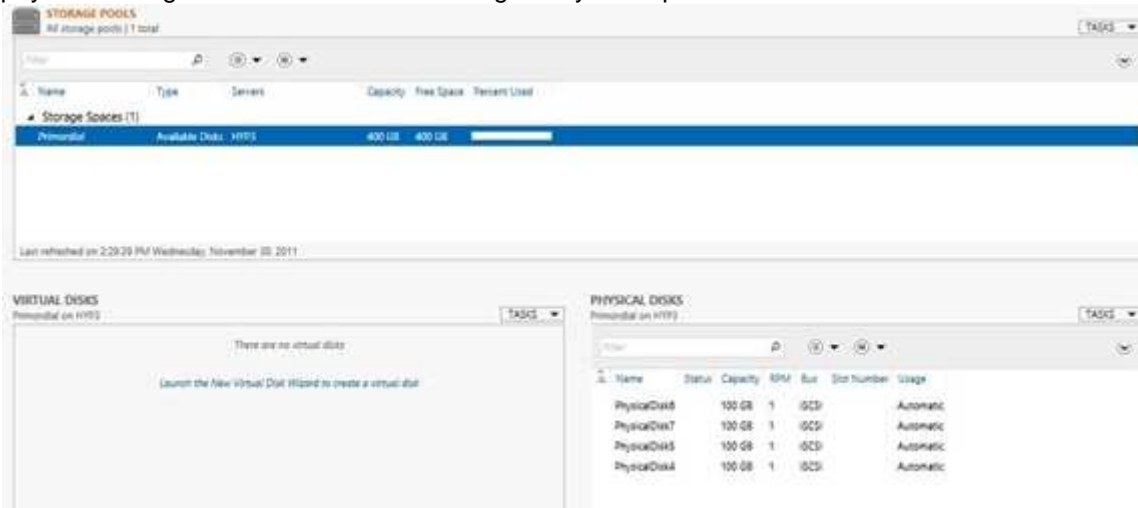 STORAGE POOLS
All storage pools | 1 total
TASKS
Filter
Name Type Servers Capacity Free Space Percent Used
Storage Spaces (1)
Primordial Available Disks HYP3 400 GB 400 GB
Last refreshed on 2:29:29 PM Wednesday, November 30, 2011
VIRTUAL DISKS
Primordial on HYP3
TASKS
There are no virtual disks
Launch the New Virtual Disk Wizard to create a virtual disk
PHYSICAL DISKS
Primordial on HYP3
TASKS
Filter
Name Status Capacity RPM Bus Slot Number Usage
PhysicalDisk6 100 GB 1 iSCSI Automatic
PhysicalDisk7 100 GB 1 iSCSI Automatic
PhysicalDisk5 100 GB 1 iSCSI Automatic
PhysicalDisk4 100 GB 1 iSCSI Automatic